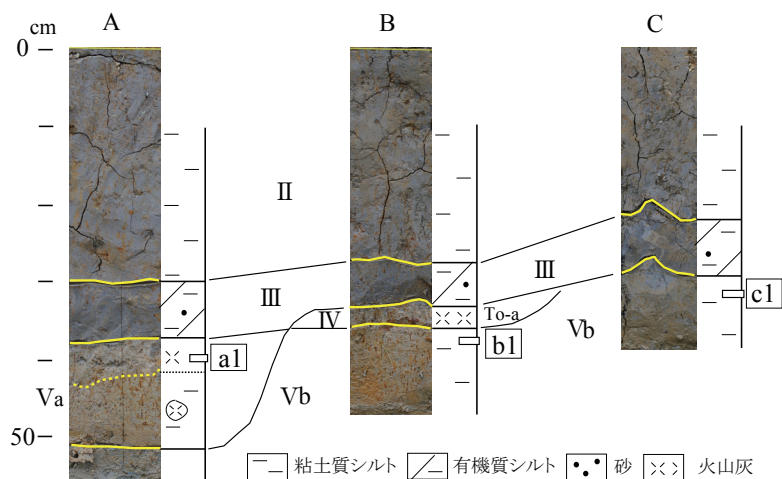 A B C
cm
0
II
III III
IV To-a
a1 b1 c1
Va Vb Vb
50
粘土質シルト 有機質シルト 砂 火山灰